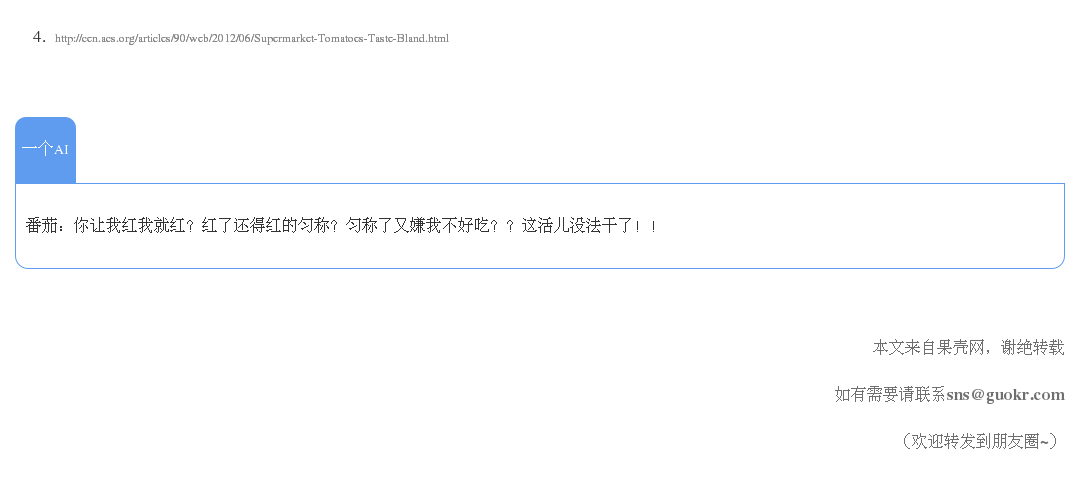 4. http://cen.acs.org/articles/90/web/2012/06/Supermarket-Tomatoes-Taste-Bland.html
一个AI
番茄：你让我红我就红？红了还得红的匀称？匀称了又嫌我不好吃？？这活儿没法干了！！
本文来自果壳网，谢绝转载
如有需要请联系sns@guokr.com
（欢迎转发到朋友圈~）